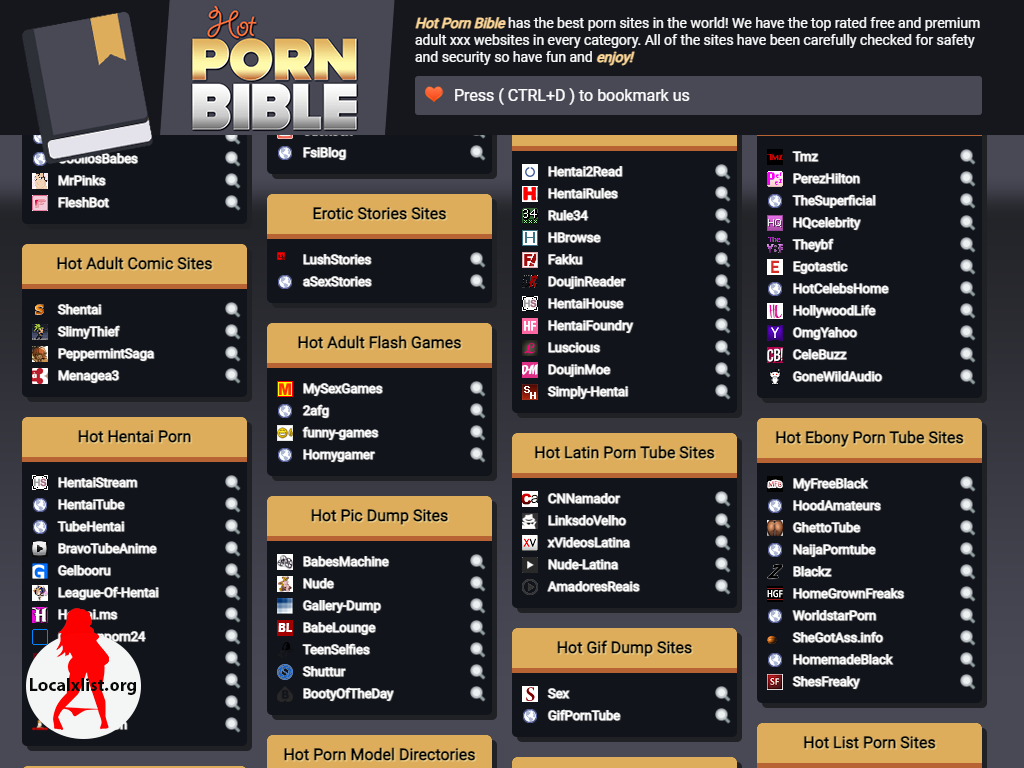 Hot
PORN
BIBLE
Hot Porn Bible has the best porn sites in the world! We have the top rated free and premium
adult xxx websites in every category. All of the sites have been carefully checked for safety
and security so have fun and enjoy!
Press ( CTRL+D ) to bookmark us
MrPinks
FleshBot
Hot Adult Comic Sites
Shentai
SlimyThief
PeppermintSaga
Menagea3
Hot Hentai Porn
HentaiStream
HentaiTube
TubeHentai
BravoTubeAnime
Gelbooru
League-Of-Hentai
Localxlist.org
FsiBlog
Erotic Stories Sites
LushStories
aSexStories
Hot Adult Flash Games
MySexGames
2afg
funny-games
Hornygamer
Hot Pic Dump Sites
BabesMachine
Nude
Gallery-Dump
BabeLounge
TeenSelfies
Shuttur
BootyOfTheDay
Hot Porn Model Directories
Hentai2Read
HentaiRules
Rule34
HBrowse
Fakku
DoujinReader
HentaiHouse
HentaiFoundry
Luscious
DoujinMoe
Simply-Hentai
Hot Latin Porn Tube Sites
CNNamador
LinksdoVelho
xVideosLatina
Nude-Latina
AmadoresReais
Hot Gif Dump Sites
Sex
GifPornTube
Tmz
PerezHilton
TheSuperficial
HQcelebrity
Theybf
Egotastic
HotCelebsHome
HollywoodLife
OmgYahoo
CeleBuzz
GoneWildAudio
Hot Ebony Porn Tube Sites
MyFreeBlack
HoodAmateurs
GhettoTube
NaijaPorntube
Blackz
HomeGrownFreaks
WorldstarPorn
SheGotAss.info
HomemadeBlack
ShesFreaky
Hot List Porn Sites